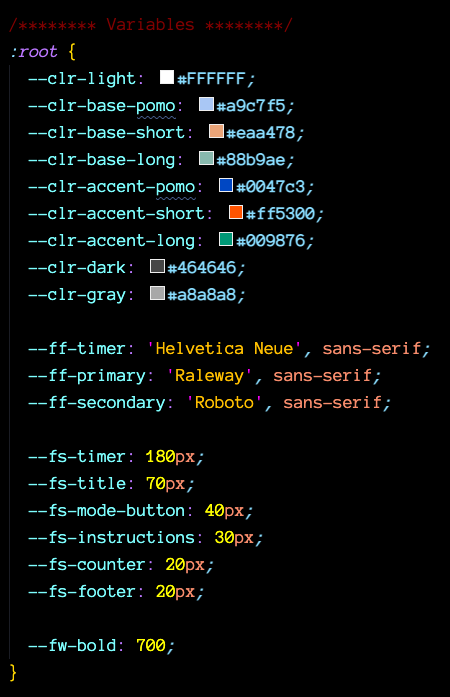 /******** Variables ********/
:root {
--clr-light: #FFFFFF;
--clr-base-pomo: #a9c7f5;
--clr-base-short: #eaa478;
--clr-base-long: #88b9ae;
--clr-accent-pomo: #0047c3;
--clr-accent-short: #ff5300;
--clr-accent-long: #009876;
--clr-dark: #464646;
--clr-gray: #a8a8a8;
--ff-timer: 'Helvetica Neue', sans-serif;
--ff-primary: 'Raleway', sans-serif;
--ff-secondary: 'Roboto', sans-serif;
--fs-timer: 180px;
--fs-title: 70px;
--fs-mode-button: 40px;
--fs-instructions: 30px;
--fs-counter: 20px;
--fs-footer: 20px;
--fw-bold: 700;
}